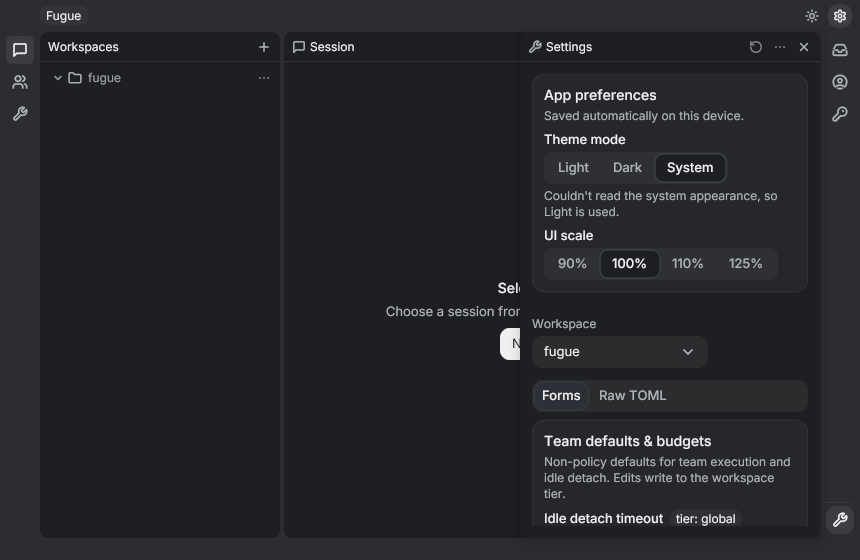 Fugue
Workspaces
fugue
Session
Sele
Choose a session from
N
Settings
App preferences
Saved automatically on this device.
Theme mode
Light Dark System
Couldn't read the system appearance, so
Light is used.
UI scale
90% 100% 110% 125%
Workspace
fugue
Forms Raw TOML
Team defaults & budgets
Non-policy defaults for team execution and
idle detach. Edits write to the workspace
tier.
Idle detach timeout tier: global